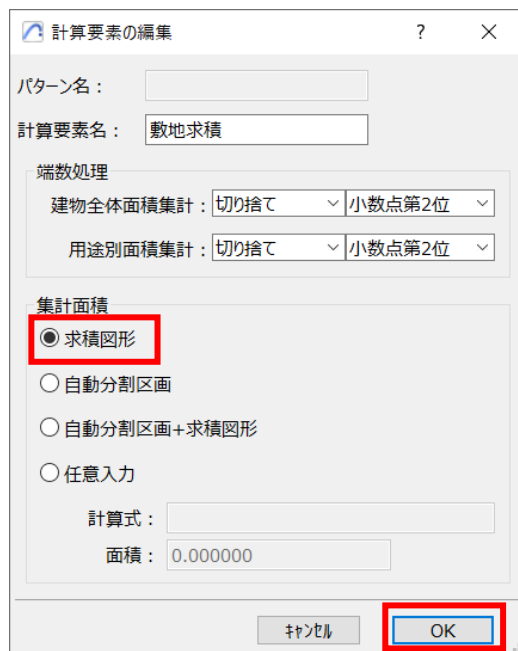 計算要素の編集 ? ×
パターン名：
計算要素名： 敷地求積
端数処理
建物全体面積集計： 切り捨て 小数点第2位
用途別面積集計： 切り捨て 小数点第2位
集計面積
求積図形
自動分割区画
自動分割区画+求積図形
任意入力
計算式：
面積： 0.000000
ｷｬﾝｾﾙ OK